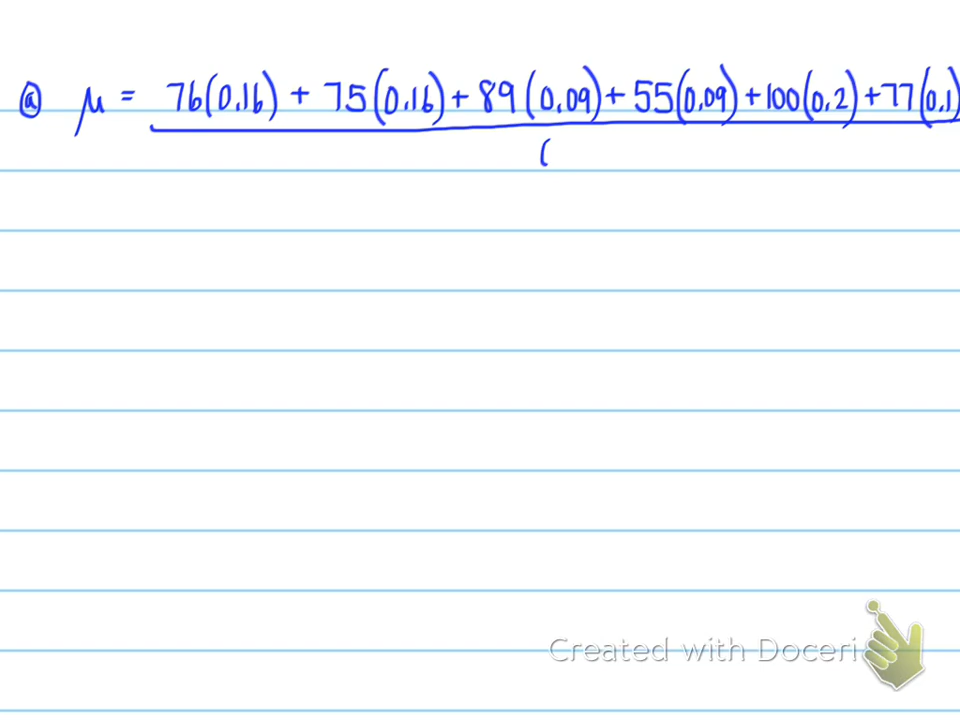 ⓐ μ = 76(0.16) + 75(0.16) + 89(0.09) + 55(0.09) + 100(0.2) + 77(0.1)
(
Created with Doceri